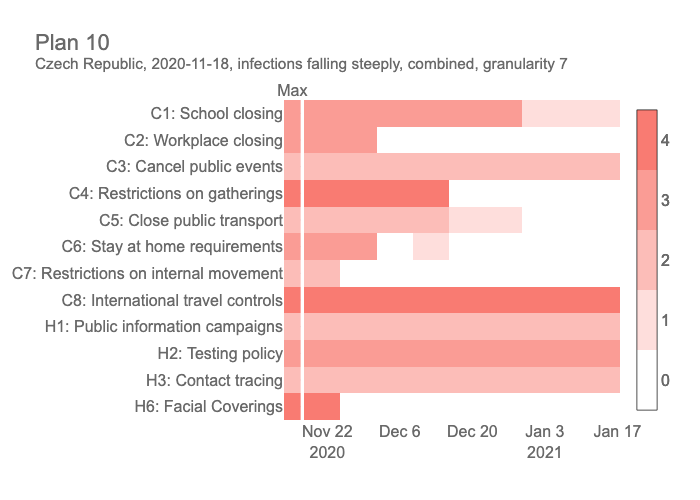 Plan 10
Czech Republic, 2020-11-18, infections falling steeply, combined, granularity 7
Max
C1: School closing
C2: Workplace closing
C3: Cancel public events
C4: Restrictions on gatherings
C5: Close public transport
C6: Stay at home requirements
C7: Restrictions on internal movement
C8: International travel controls
H1: Public information campaigns
H2: Testing policy
H3: Contact tracing
H6: Facial Coverings
Nov 22 Dec 6 Dec 20 Jan 3 Jan 17
2020 2021
4
3
2
1
0